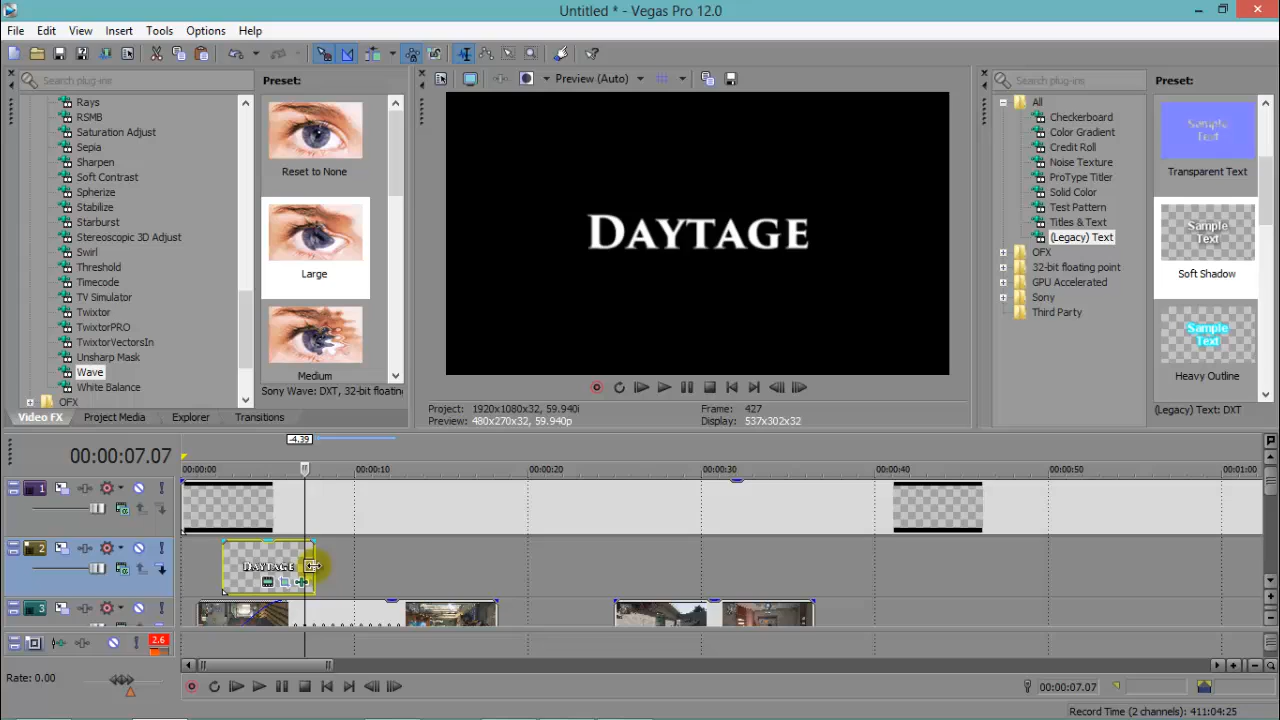 Untitled * - Vegas Pro 12.0
File Edit View Insert Tools Options Help
Search plug-ins
Preset:
Preview (Auto)
Search plug-ins
Preset:
Rays
RSMB
Saturation Adjust
Sepia
Sharpen
Soft Contrast
Spherize
Stabilize
Starburst
Stereoscopic 3D Adjust
Swirl
Threshold
Timecode
TV Simulator
Twixtor
TwixtorPRO
TwixtorVectorsIn
Unsharp Mask
Wave
White Balance
OFX
Reset to None
Large
Medium
Sony Wave: DXT, 32-bit floating
Video FX Project Media Explorer Transitions
DAYTAGE
Project: 1920x1080x32, 59.940i
Preview: 480x270x32, 59.940p
Frame: 427
Display: 537x302x32
All
Checkerboard
Color Gradient
Credit Roll
Noise Texture
ProType Titler
Solid Color
Test Pattern
Titles & Text
(Legacy) Text
OFX
32-bit floating point
GPU Accelerated
Sony
Third Party
Sample
Text
Transparent Text
Sample
Text
Soft Shadow
Sample
Text
Heavy Outline
(Legacy) Text: DXT
-4.39
00:00:07.07
00:00:00 00:00:10 00:00:20 00:00:30 00:00:40 00:00:50 00:01:00
1
2
DAYTAGE
3
2.6
Rate: 0.00
00:00:07.07
Record Time (2 channels): 411:04:25